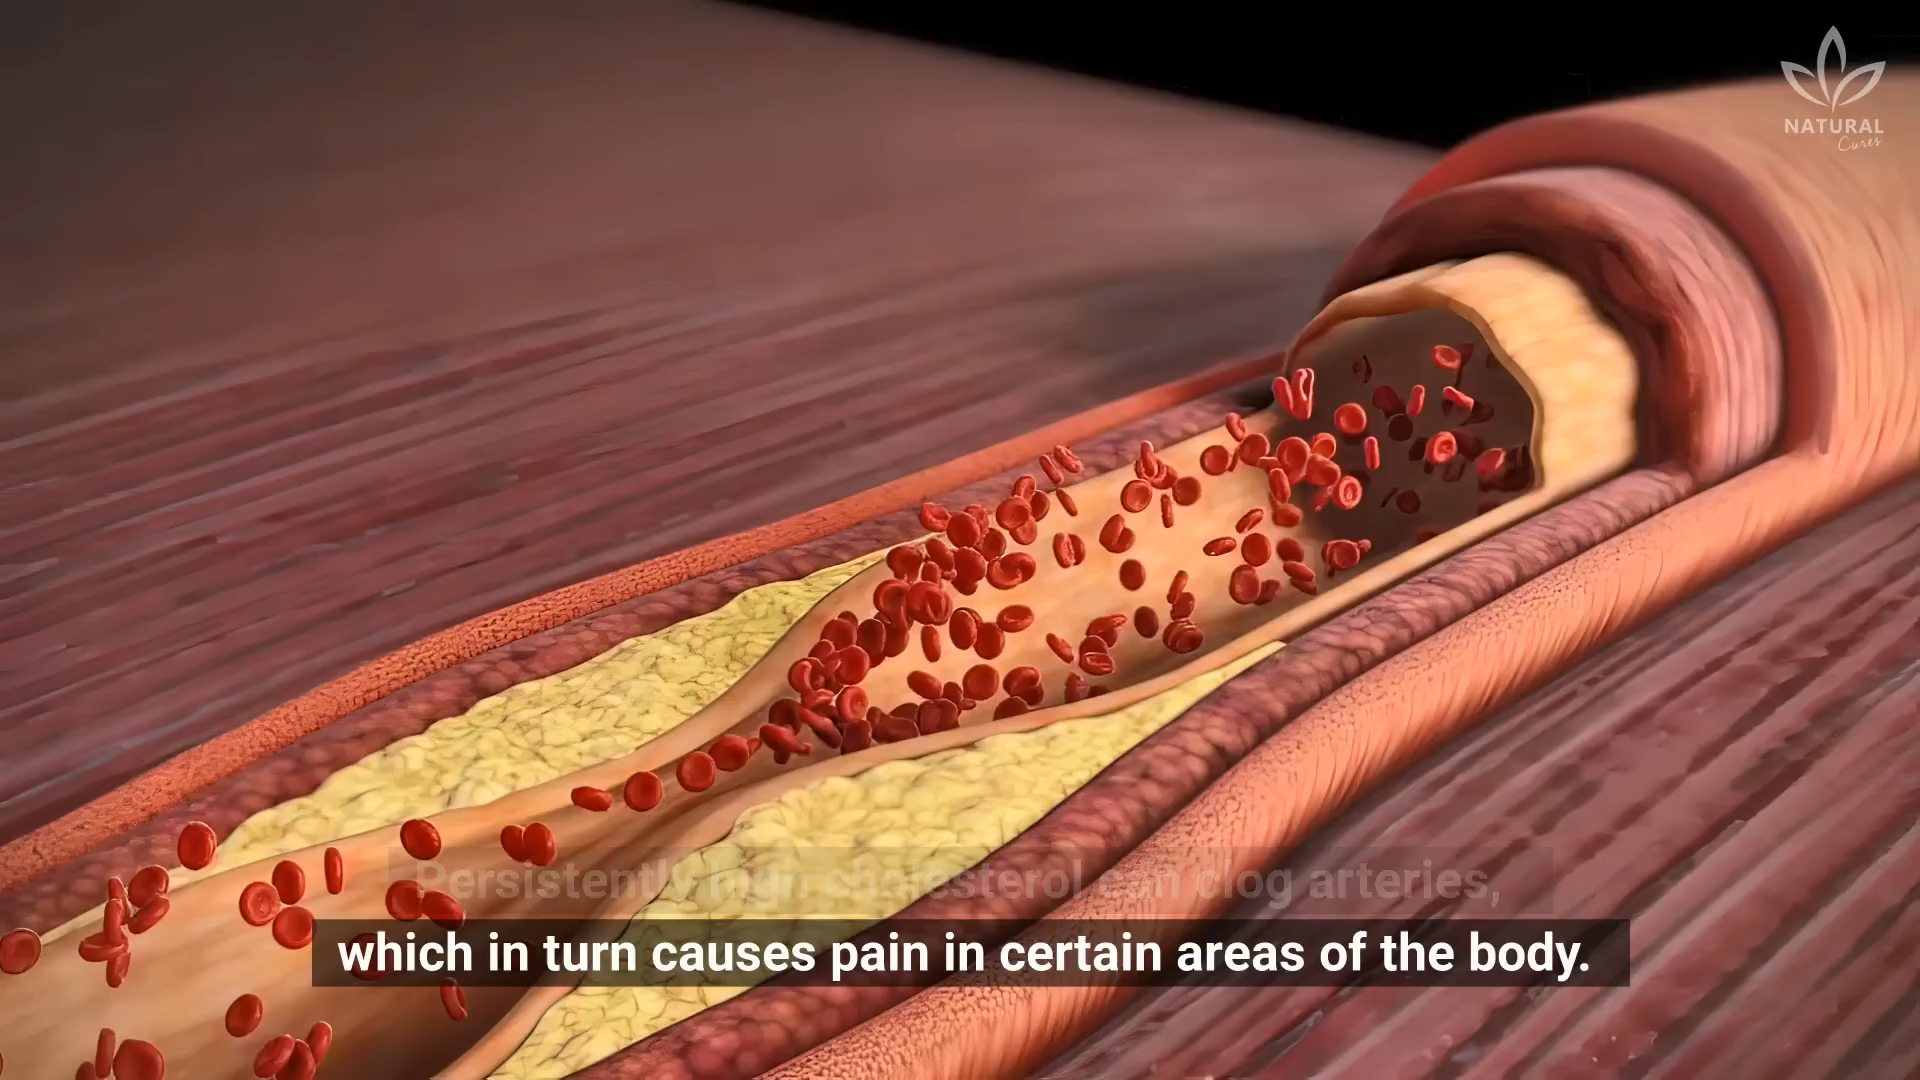 NATURAL
Cures
Persistently high cholesterol can clog arteries,
which in turn causes pain in certain areas of the body.